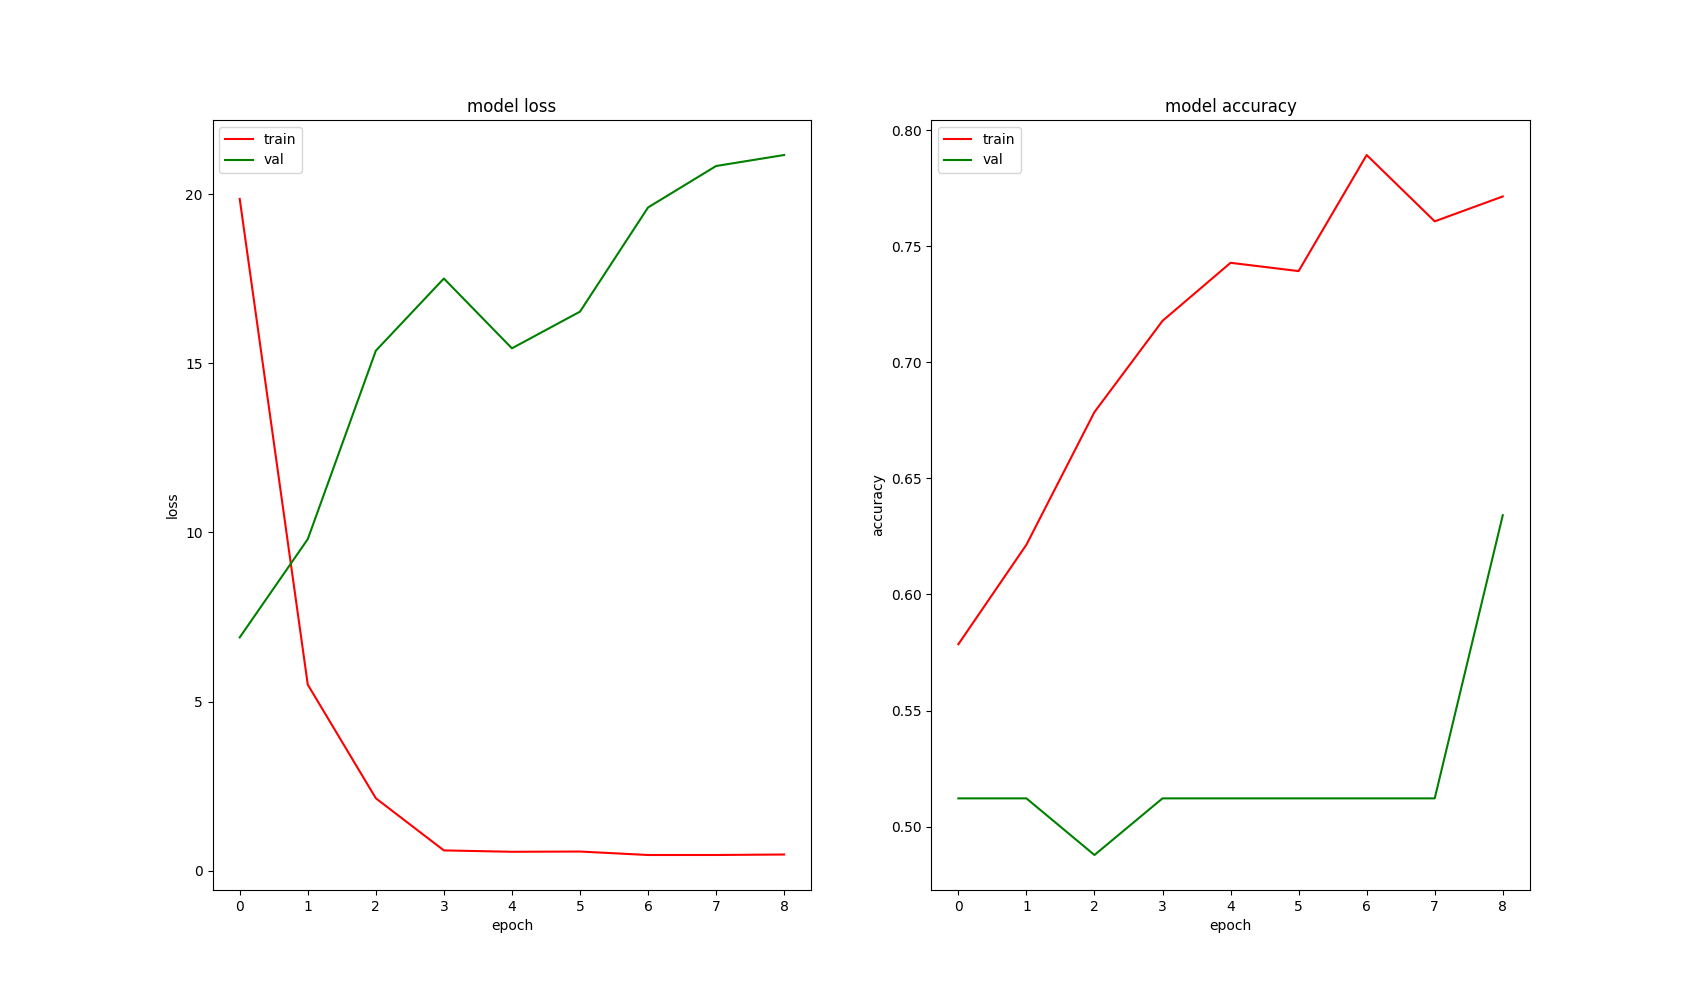 model loss
train
val
20
15
10
5
0
loss
0 1 2 3 4 5 6 7 8
epoch
model accuracy
train
val
0.80
0.75
0.70
0.65
0.60
0.55
0.50
accuracy
0 1 2 3 4 5 6 7 8
epoch